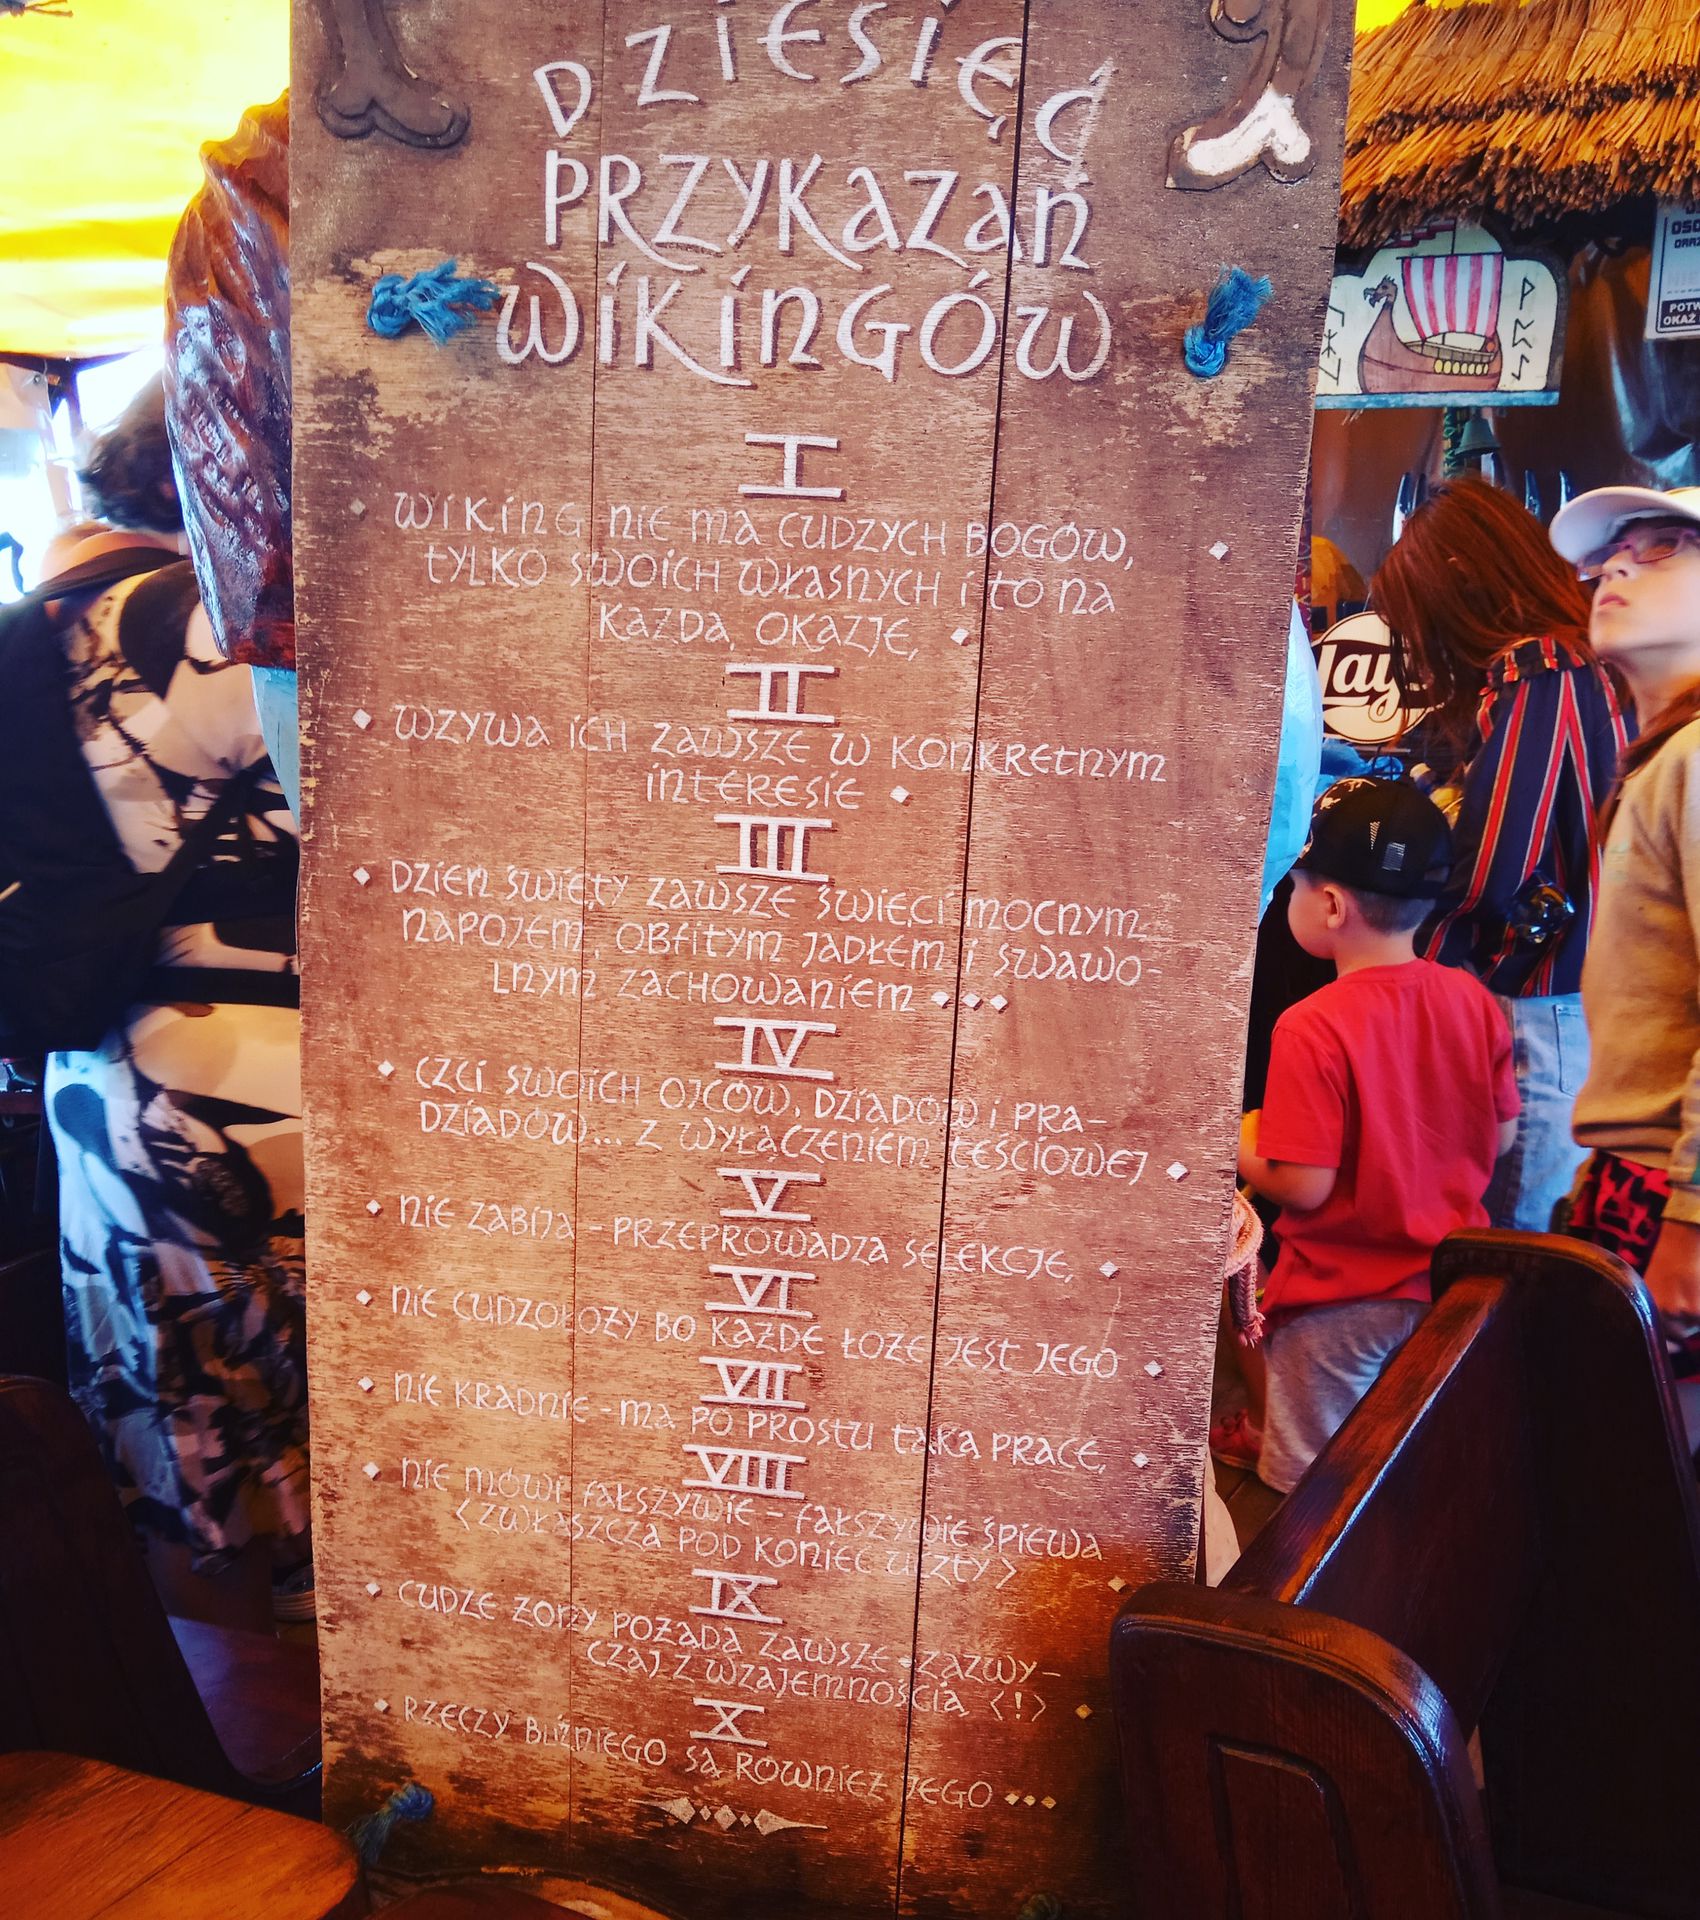 DZIESIĘĆ
PRZYKAZAŃ
WIKINGÓW
I
WIKING NIE MA CUDZYCH BOGÓW,
TYLKO SWOICH WŁASNYCH I TO NA
KAŻDĄ OKAZJĘ
II
WZYWA ICH ZAWSZE W KONKRETNYM
INTERESIE
III
DZIEŃ ŚWIĘTY ZAWSZE ŚWIĘCI MOCNYM
NAPOJEM, OBFITYM JADŁEM I SWAWO-
LNYM ZACHOWANIEM
IV
CZCI SWOICH OJCÓW, DZIADÓW I PRA-
DZIADÓW... Z WYŁĄCZENIEM TEŚCIOWEJ
V
NIE ZABIJA - PRZEPROWADZA SELEKCJĘ
VI
NIE CUDZOŁOŻY BO KAŻDE ŁOŻE JEST JEGO
VII
NIE KRADNIE - MA PO PROSTU TAKĄ PRACĘ
VIII
NIE MÓWI FAŁSZYWIE - FAŁSZYWIE ŚPIEWA
<ZWŁASZCZA POD KONIEC UCZTY>
IX
CUDZE ŻONY POŻĄDA ZAWSZE - ZAZWY-
CZAJ Z WZAJEMNOŚCIĄ <!>
X
RZECZY BLIŹNIEGO SĄ RÓWNIEŻ JEGO
POTW
OKAZ
Lay